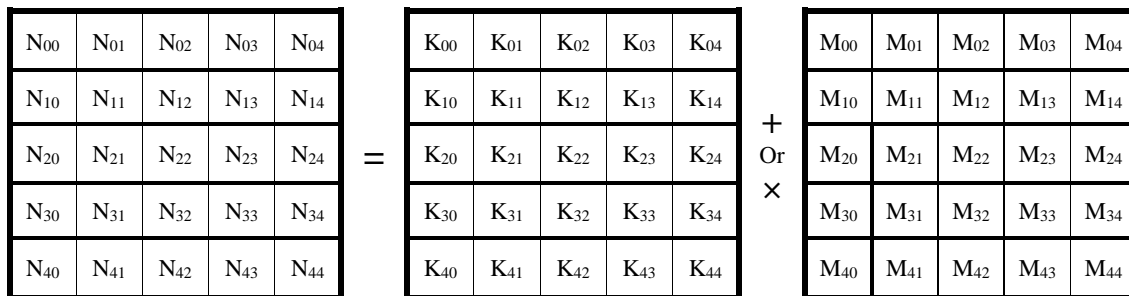 N₀₀ N₀₁ N₀₂ N₀₃ N₀₄ K₀₀ K₀₁ K₀₂ K₀₃ K₀₄ M₀₀ M₀₁ M₀₂ M₀₃ M₀₄
N₁₀ N₁₁ N₁₂ N₁₃ N₁₄ K₁₀ K₁₁ K₁₂ K₁₃ K₁₄ + M₁₀ M₁₁ M₁₂ M₁₃ M₁₄
N₂₀ N₂₁ N₂₂ N₂₃ N₂₄ = K₂₀ K₂₁ K₂₂ K₂₃ K₂₄ Or M₂₀ M₂₁ M₂₂ M₂₃ M₂₄
N₃₀ N₃₁ N₃₂ N₃₃ N₃₄ K₃₀ K₃₁ K₃₂ K₃₃ K₃₄ × M₃₀ M₃₁ M₃₂ M₃₃ M₃₄
N₄₀ N₄₁ N₄₂ N₄₃ N₄₄ K₄₀ K₄₁ K₄₂ K₄₃ K₄₄ M₄₀ M₄₁ M₄₂ M₄₃ M₄₄